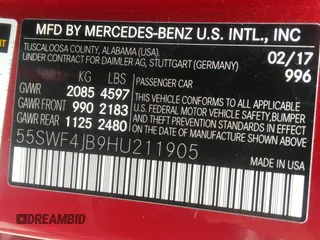 MFD BY MERCEDES-BENZ U.S. INTL., INC
TUSCALOOSA COUNTY, ALABAMA (USA).
UNDER CONTRACT FOR DAIMLER AG, STUTTGART (GERMANY)
02/17
996
KG LBS
GVWR 2085 4597
GAWR FRONT 990 2183
GAWR REAR 1125 2480
PASSENGER CAR
THIS VEHICLE CONFORMS TO ALL APPLICABLE
U.S. FEDERAL MOTOR VEHICLE SAFETY,
BUMPER, AND THEFT PREVENTION
STANDARDS IN EFFECT ON THE DATE
OF MANUFACTURE SHOWN ABOVE.
55SWF4JB9HU211905
DREAMBID